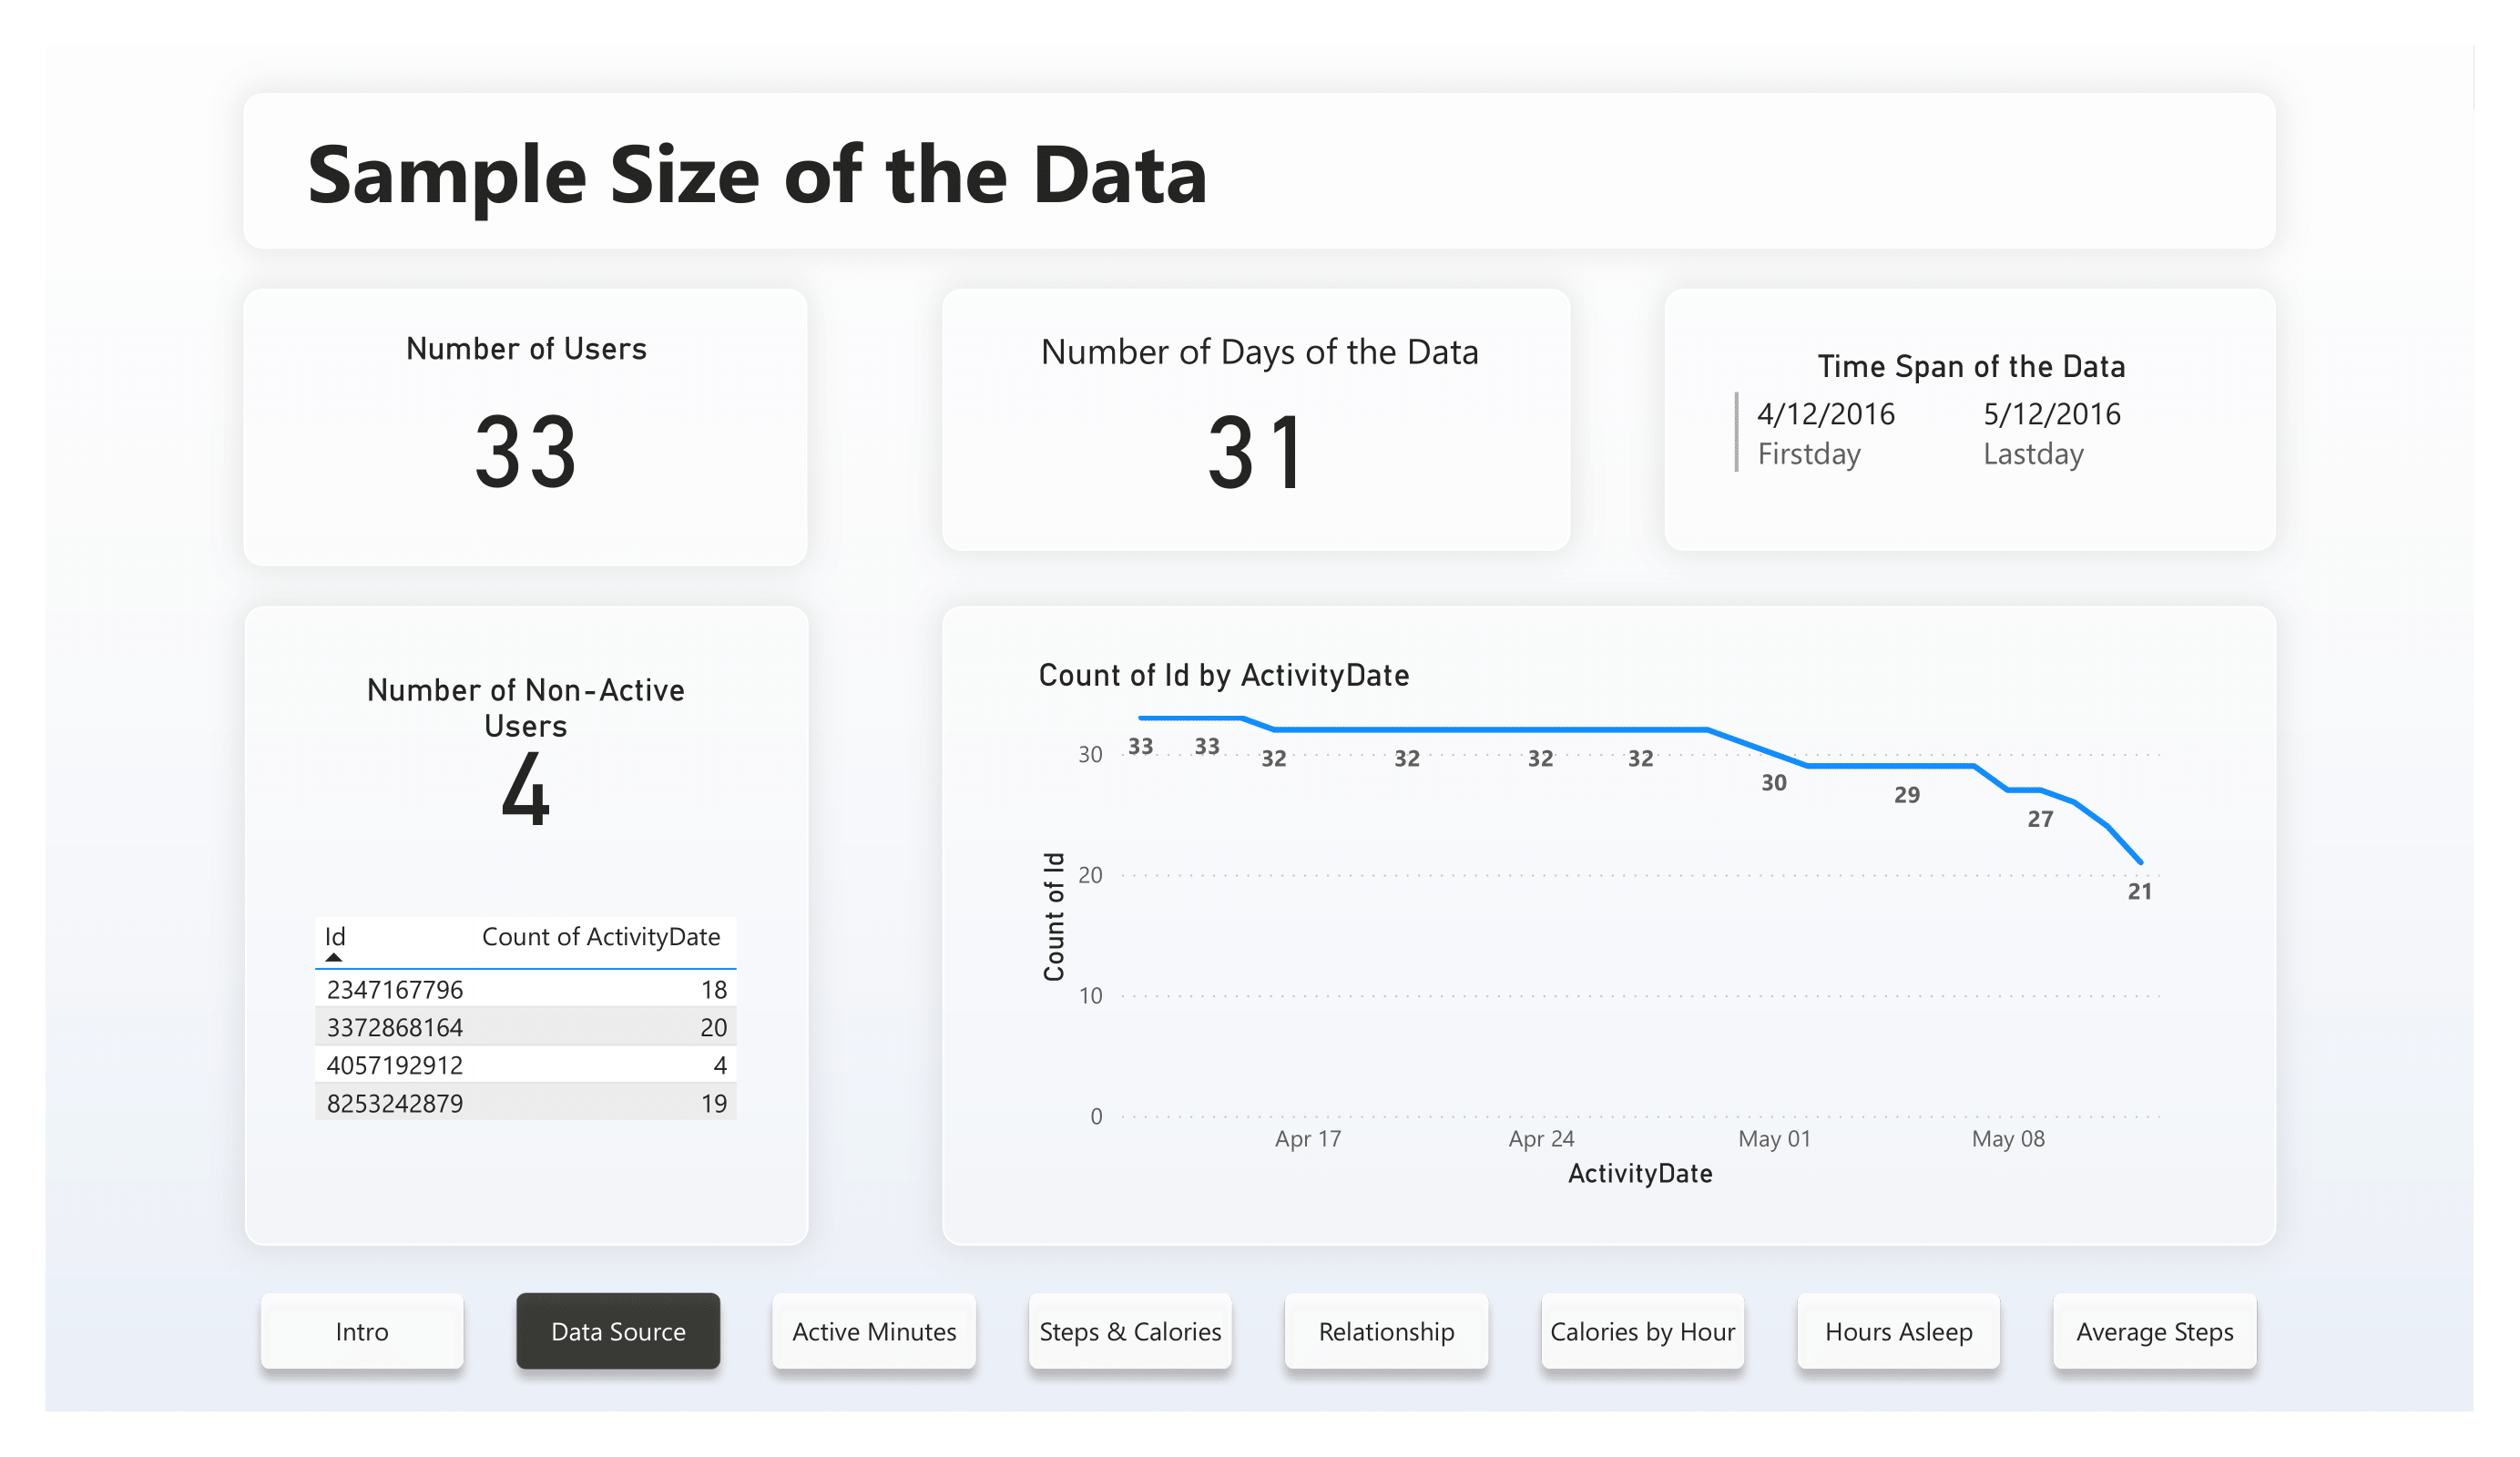 Sample Size of the Data
Number of Users
33
Number of Days of the Data
31
Time Span of the Data
4/12/2016 5/12/2016
Firstday Lastday
Number of Non-Active
Users
4
Id Count of ActivityDate
2347167796 18
3372868164 20
4057192912 4
8253242879 19
Count of Id by ActivityDate
Count of Id
30
20
10
0
33 33 32 32 32 32 30 29 27 21
Apr 17 Apr 24 May 01 May 08
ActivityDate
Intro Data Source Active Minutes Steps & Calories Relationship Calories by Hour Hours Asleep Average Steps